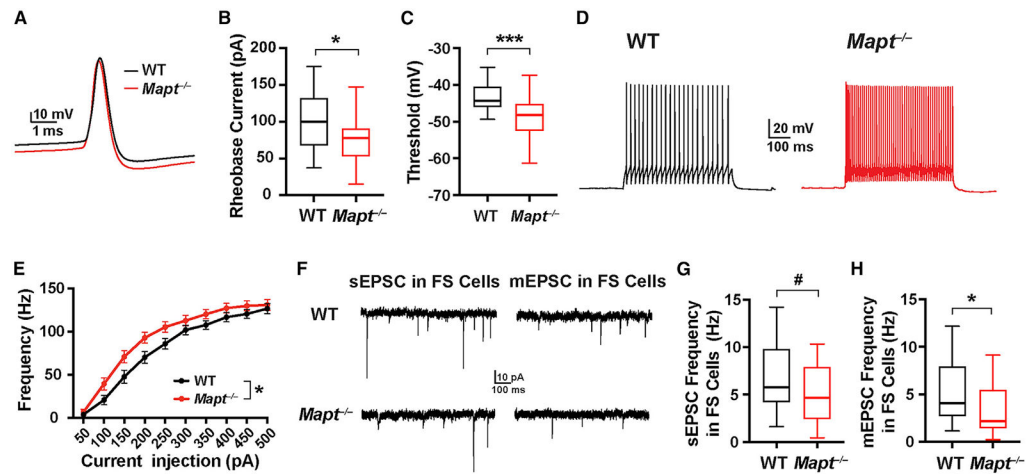 A
WT
Mapt–/–
10 mV
1 ms
B
Rheobase Current (pA)
200
150
100
50
0
*
WT Mapt–/–
C
Threshold (mV)
-30
-40
-50
-60
-70
***
WT Mapt–/–
D
WT
Mapt–/–
20 mV
100 ms
E
Frequency (Hz)
150
100
50
0
WT
Mapt–/–
*
50 100 150 200 250 300 350 400 450 500
Current injection (pA)
F
sEPSC in FS Cells mEPSC in FS Cells
WT
10 pA
100 ms
Mapt–/–
G
sEPSC Frequency
in FS Cells (Hz)
15
10
5
0
#
WT Mapt–/–
H
mEPSC Frequency
in FS Cells (Hz)
15
10
5
0
*
WT Mapt–/–